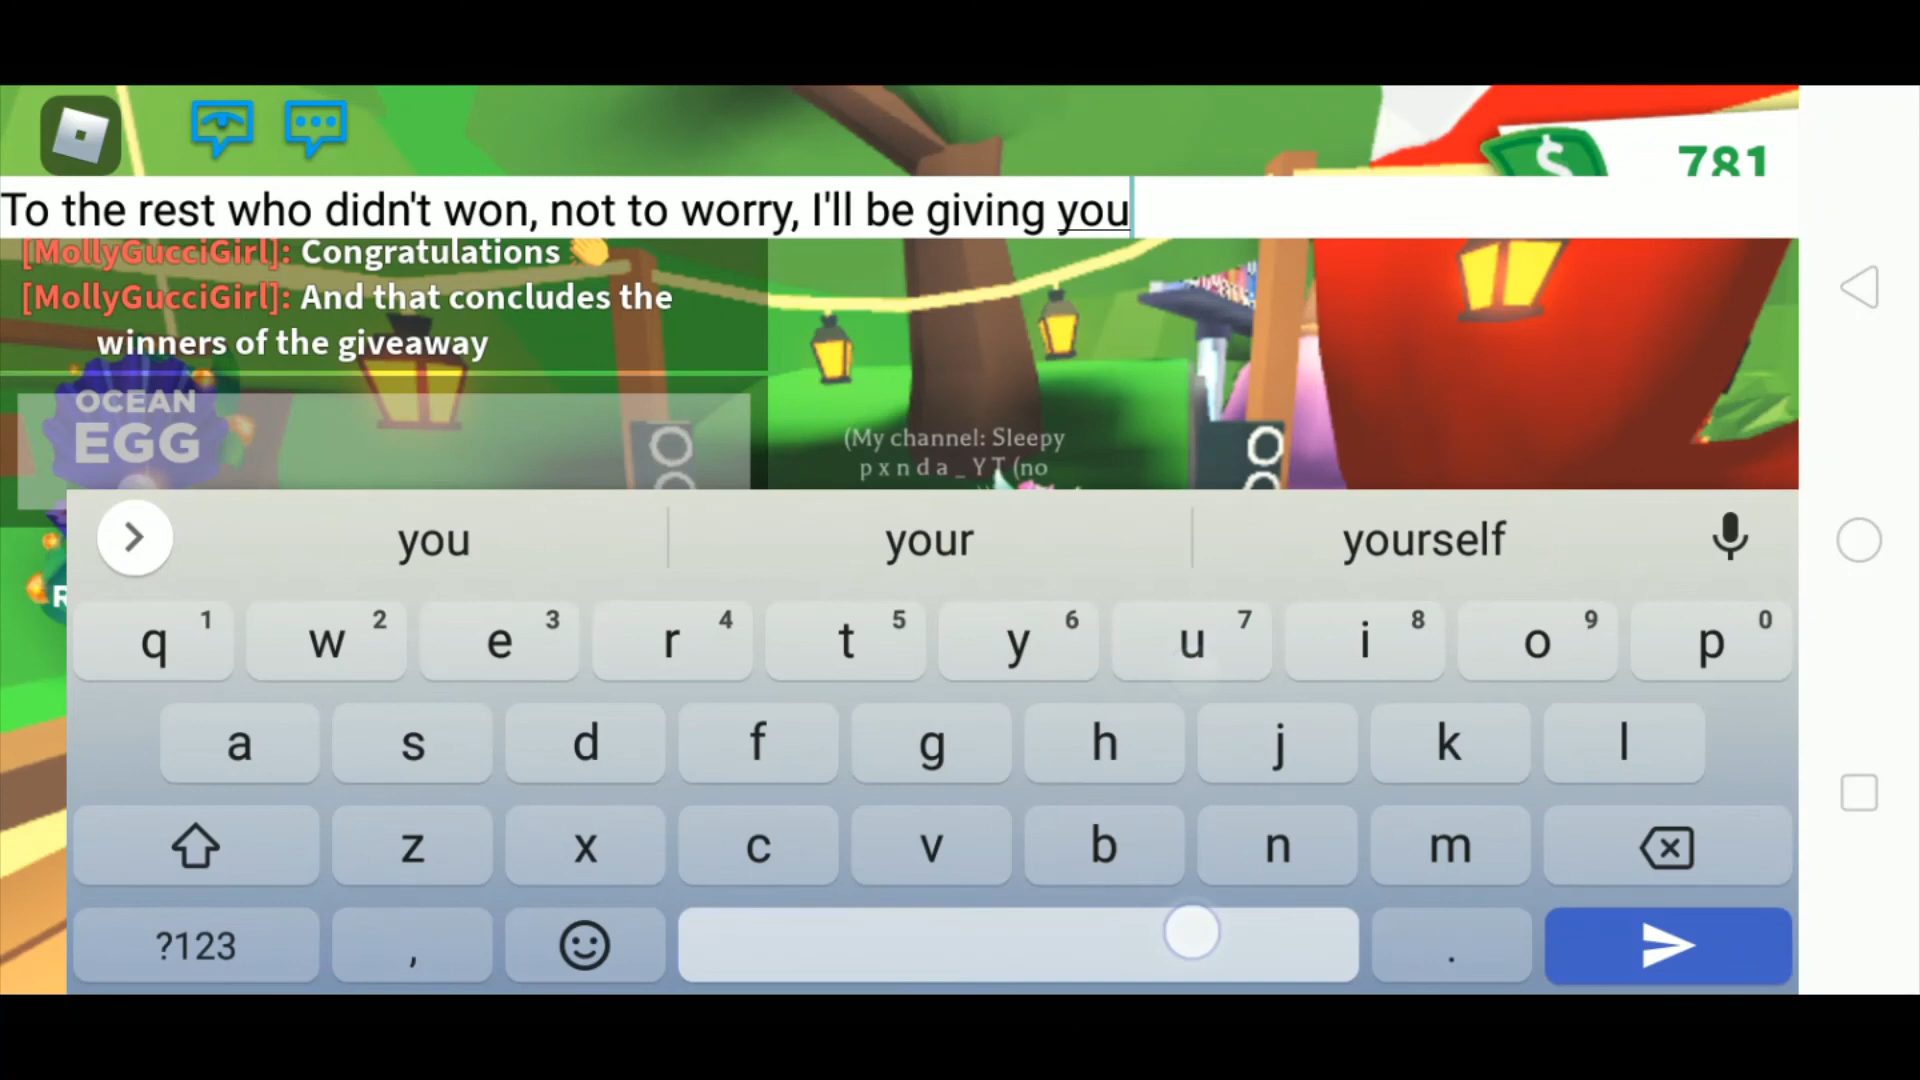 781
To the rest who didn't won, not to worry, I'll be giving you
[MollyGucciGirl]: Congratulations 👏
[MollyGucciGirl]: And that concludes the
winners of the giveaway
OCEAN
EGG
(My channel: Sleepy
p x n d a _ Y T (no
R
you your yourself
q 1 w 2 e 3 r 4 t 5 y 6 u 7 i 8 o 9 p 0
a s d f g h j k l
z x c v b n m
?123 , .